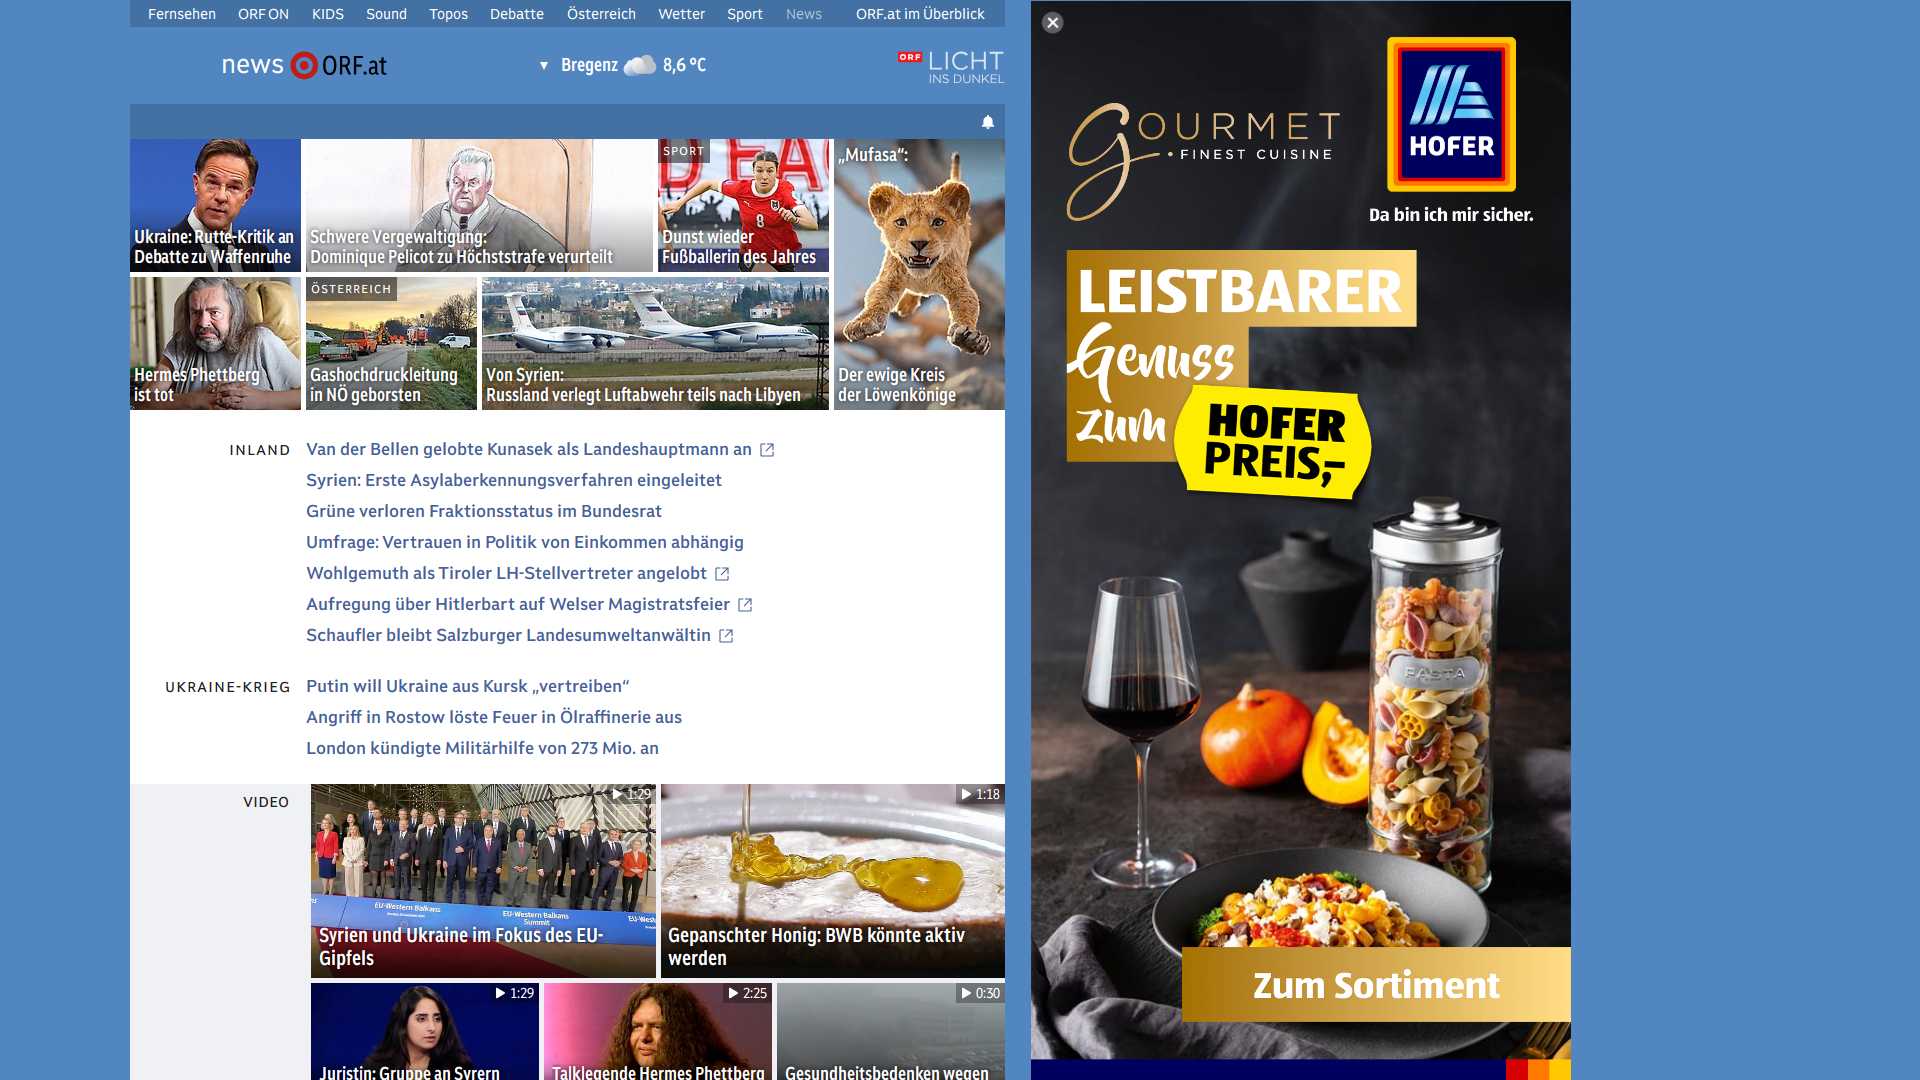 Fernsehen ORF ON KIDS Sound Topos Debatte Österreich Wetter Sport News ORF.at im Überblick
news ORF.at
Bregenz 8,6 °C
ORF LICHT
INS DUNKEL
Ukraine: Rutte-Kritik an
Debatte zu Waffenruhe
Schwere Vergewaltigung:
Dominique Pelicot zu Höchststrafe verurteilt
SPORT
Dunst wieder
Fußballerin des Jahres
„Mufasa“:
Der ewige Kreis
der Löwenkönige
Hermes Phettberg
ist tot
ÖSTERREICH
Gashochdruckleitung
in NÖ geborsten
Von Syrien:
Russland verlegt Luftabwehr teils nach Libyen
INLAND
Van der Bellen gelobte Kunasek als Landeshauptmann an
Syrien: Erste Asylaberkennungsverfahren eingeleitet
Grüne verloren Fraktionsstatus im Bundesrat
Umfrage: Vertrauen in Politik von Einkommen abhängig
Wohlgemuth als Tiroler LH-Stellvertreter angelobt
Aufregung über Hitlerbart auf Welser Magistratsfeier
Schaufler bleibt Salzburger Landesumweltanwältin
UKRAINE-KRIEG
Putin will Ukraine aus Kursk „vertreiben“
Angriff in Rostow löste Feuer in Ölraffinerie aus
London kündigte Militärhilfe von 273 Mio. an
VIDEO
1:29
EU-Western Balkans
EU-Western Balkans
Summit
Syrien und Ukraine im Fokus des EU-
Gipfels
1:18
Gepanschter Honig: BWB könnte aktiv
werden
1:29
Juristin: Gruppe an Syrern
2:25
Talklegende Hermes Phettberg
0:30
Gesundheitsbedenken wegen
GOURMET
FINEST CUISINE
HOFER
Da bin ich mir sicher.
LEISTBARER
Genuss
zum
HOFER
PREIS,-
PASTA
Zum Sortiment